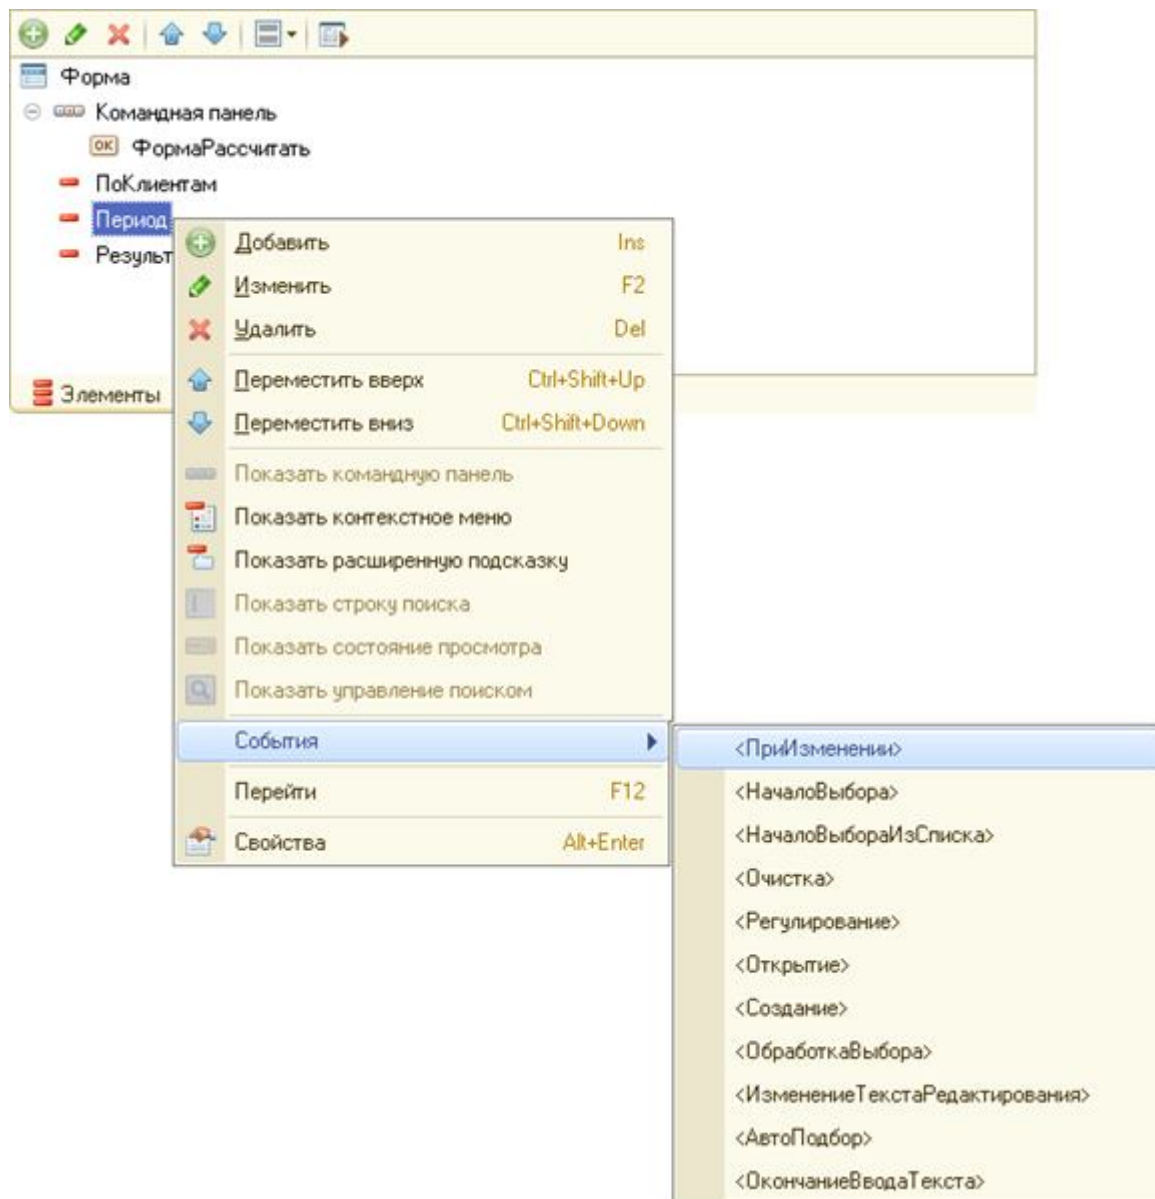 Форма
Командная панель
OK ФормаРассчитать
ПоКлиентам
Период
Результ
Элементы
Добавить Ins
Изменить F2
Удалить Del
Переместить вверх Ctrl+Shift+Up
Переместить вниз Ctrl+Shift+Down
Показать командную панель
Показать контекстное меню
Показать расширенную подсказку
Показать строку поиска
Показать состояние просмотра
Показать управление поиском
События
Перейти F12
Свойства Alt+Enter
<ПриИзменении>
<НачалоВыбора>
<НачалоВыбораИзСписка>
<Очистка>
<Регулирование>
<Открытие>
<Создание>
<ОбработкаВыбора>
<ИзменениеТекстаРедактирования>
<АвтоПодбор>
<ОкончаниеВводаТекста>